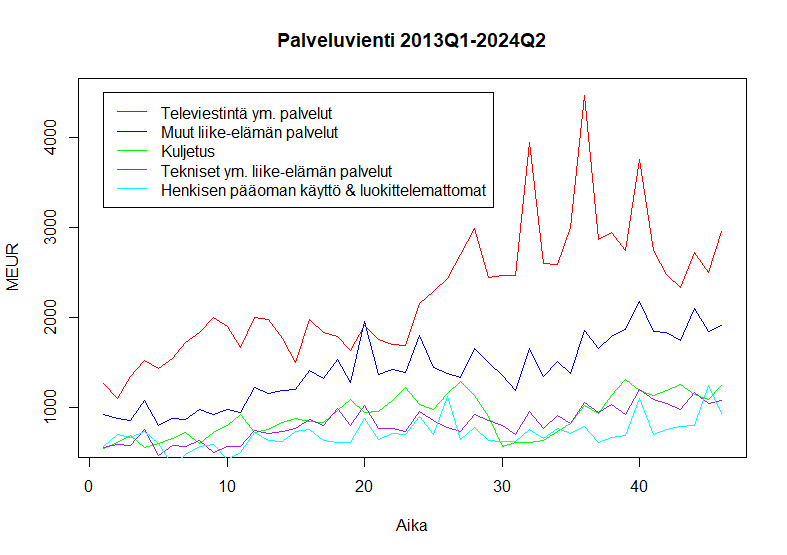 Palveluvienti 2013Q1-2024Q2
Televiestintä ym. palvelut
Muut liike-elämän palvelut
Kuljetus
Tekniset ym. liike-elämän palvelut
Henkisen pääoman käyttö & luokittelemattomat
MEUR
4000
3000
2000
1000
0 10 20 30 40
Aika